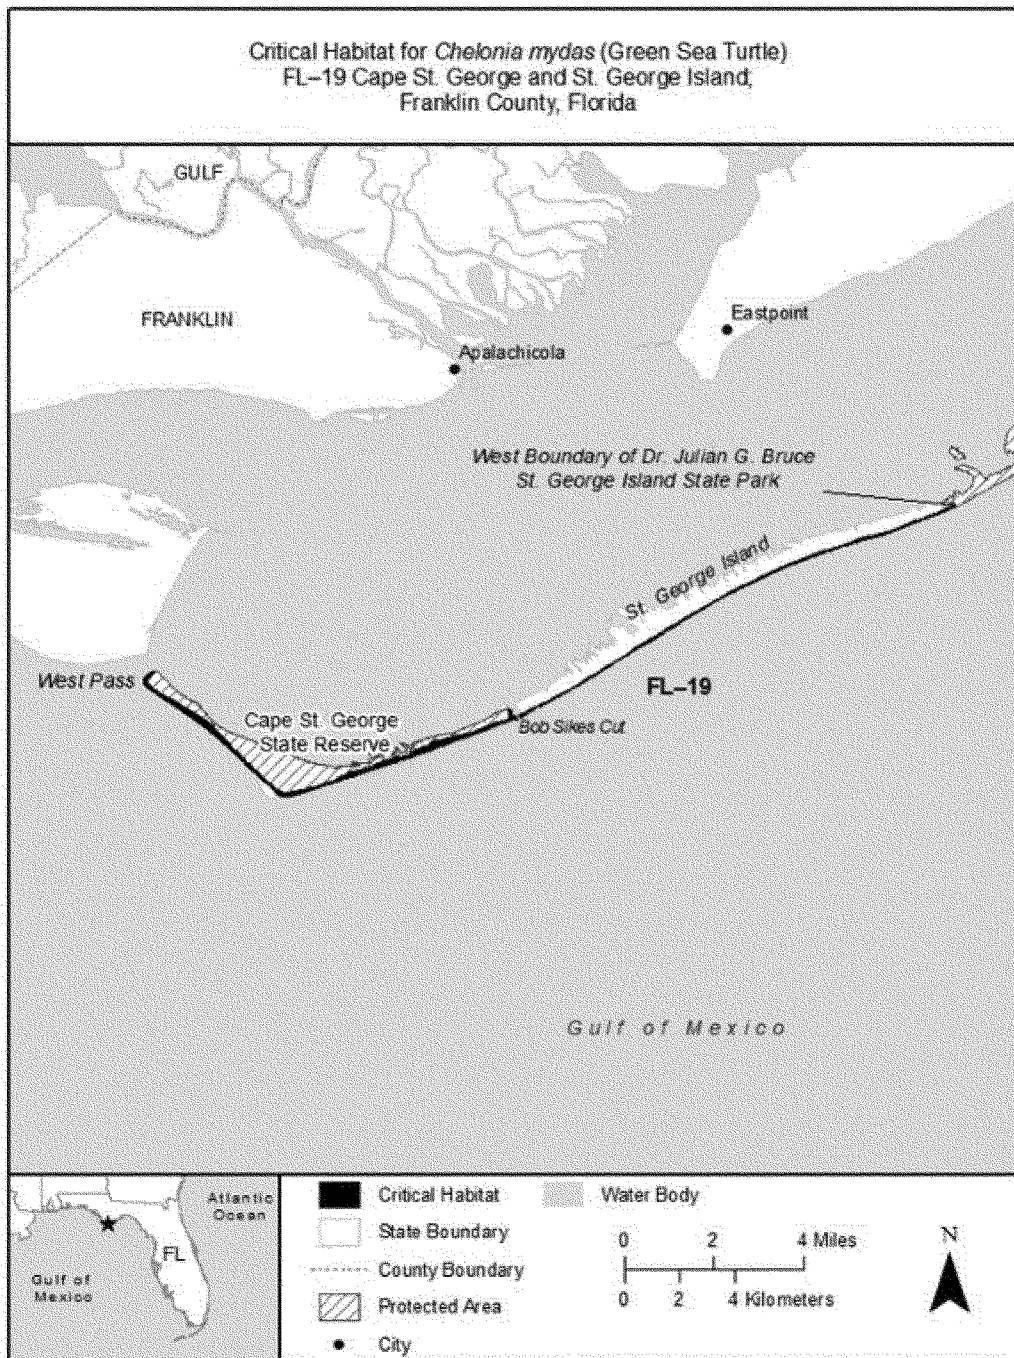 Critical Habitat for Chelonia mydas (Green Sea Turtle)
FL–19 Cape St. George and St. George Island,
Franklin County, Florida
GULF
FRANKLIN
Eastpoint
Apalachicola
West Boundary of Dr. Julian G. Bruce
St. George Island State Park
St. George Island
West Pass
FL–19
Cape St. George
State Reserve
Bob Sikes Cut
Gulf of Mexico
Atlantic
Ocean
FL
Gulf of
Mexico
Critical Habitat
Water Body
State Boundary
County Boundary
Protected Area
City
0 2 4 Miles
0 2 4 Kilometers
N